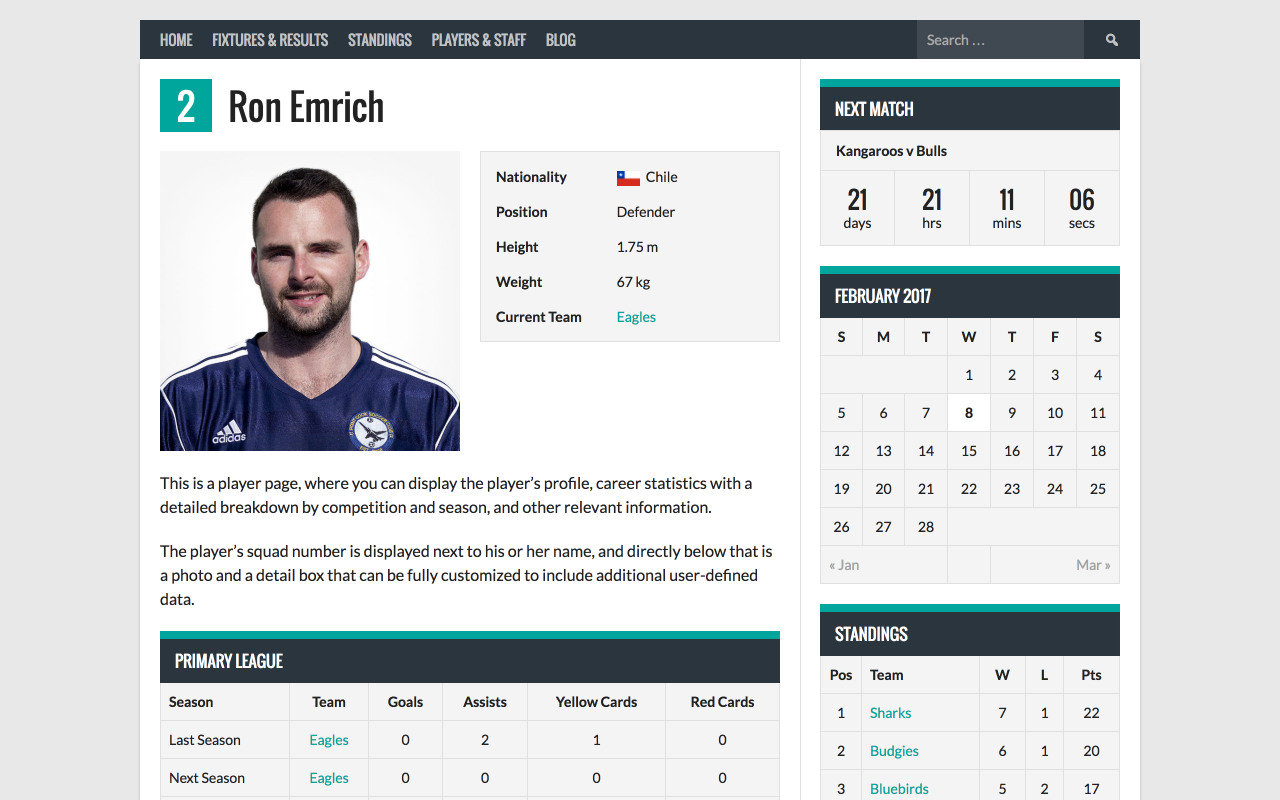 HOME FIXTURES & RESULTS STANDINGS PLAYERS & STAFF BLOG Search …
2 Ron Emrich
adidas
Nationality Chile
Position Defender
Height 1.75 m
Weight 67 kg
Current Team Eagles
This is a player page, where you can display the player’s profile, career statistics with a
detailed breakdown by competition and season, and other relevant information.
The player’s squad number is displayed next to his or her name, and directly below that is
a photo and a detail box that can be fully customized to include additional user-defined
data.
PRIMARY LEAGUE
Season Team Goals Assists Yellow Cards Red Cards
Last Season Eagles 0 2 1 0
Next Season Eagles 0 0 0 0
NEXT MATCH
Kangaroos v Bulls
21 21 11 06
days hrs mins secs
FEBRUARY 2017
S M T W T F S
1 2 3 4
5 6 7 8 9 10 11
12 13 14 15 16 17 18
19 20 21 22 23 24 25
26 27 28
« Jan Mar »
STANDINGS
Pos Team W L Pts
1 Sharks 7 1 22
2 Budgies 6 1 20
3 Bluebirds 5 2 17